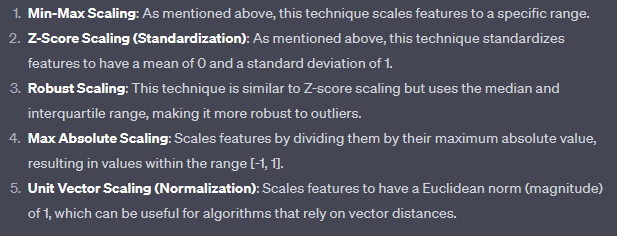 1. Min-Max Scaling: As mentioned above, this technique scales features to a specific range.
2. Z-Score Scaling (Standardization): As mentioned above, this technique standardizes
features to have a mean of 0 and a standard deviation of 1.
3. Robust Scaling: This technique is similar to Z-score scaling but uses the median and
interquartile range, making it more robust to outliers.
4. Max Absolute Scaling: Scales features by dividing them by their maximum absolute value,
resulting in values within the range [-1, 1].
5. Unit Vector Scaling (Normalization): Scales features to have a Euclidean norm (magnitude)
of 1, which can be useful for algorithms that rely on vector distances.